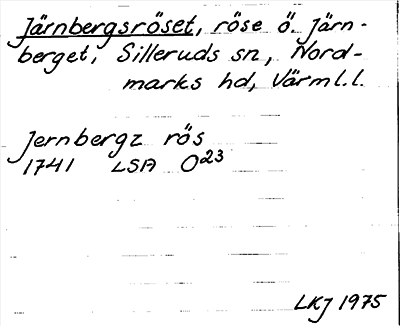 Järnbergsröset, röse ö. Järn-
berget, Silleruds sn, Nord-
marks hd, Värml.l.
Jernbergz rös
1741 LSA O23
LKJ 1975